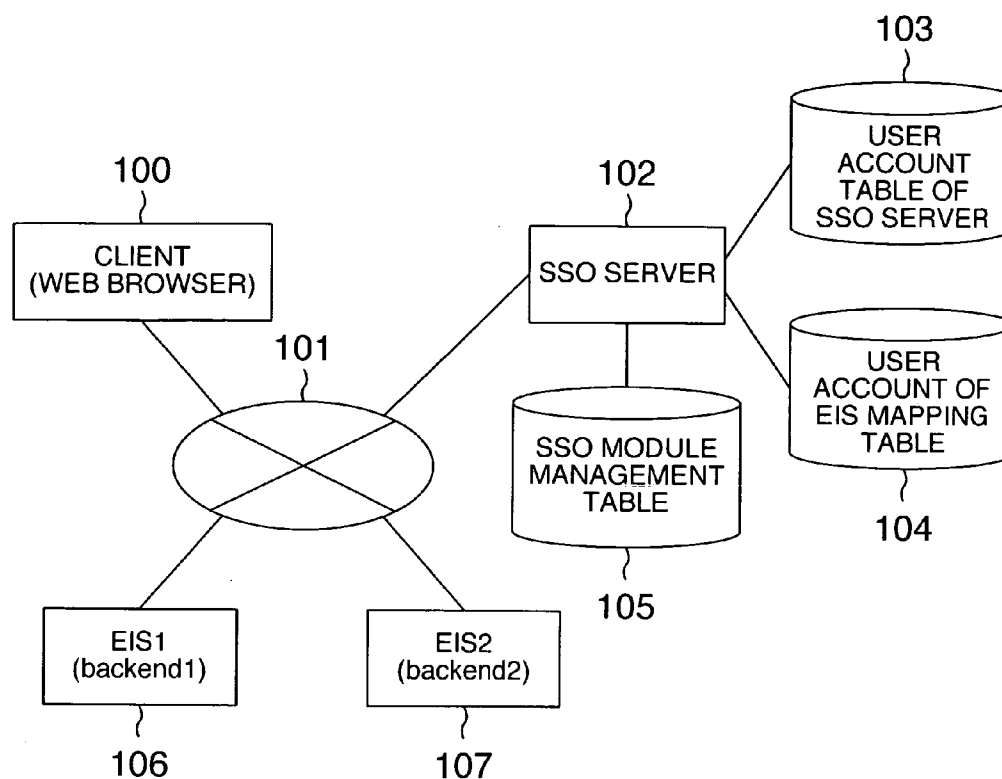 103
USER
ACCOUNT
TABLE OF
SSO SERVER
100
CLIENT
(WEB BROWSER)
102
SSO SERVER
101
USER
ACCOUNT OF
EIS MAPPING
TABLE
104
SSO MODULE
MANAGEMENT
TABLE
105
EIS1
(backend1)
106
EIS2
(backend2)
107